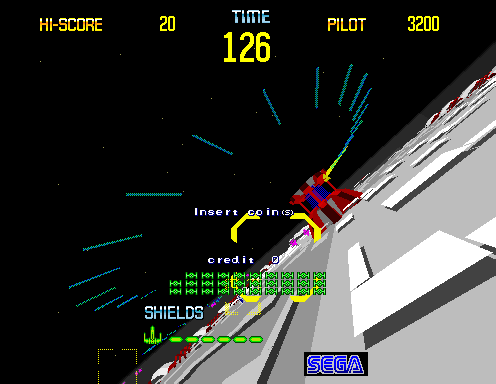 TIME
HI-SCORE 20 PILOT 3200
126
Insert coin(s)
credit 0
SHIELDS
SEGA